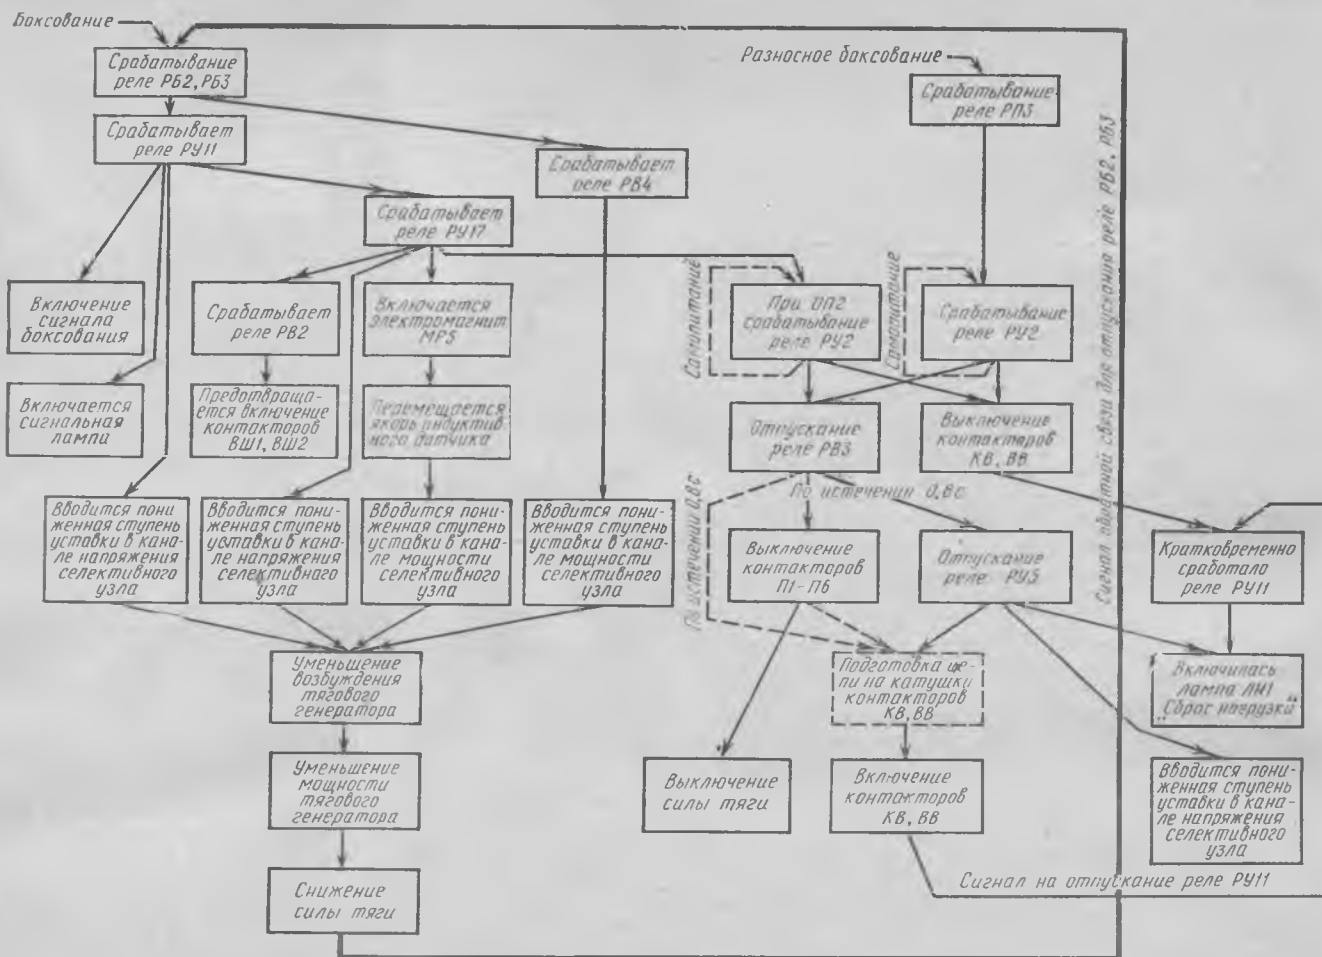 Боксование
Срабатывание
реле РБ2, РБ3
Срабатывает
реле РУ11
Срабатывает
реле РВ4
Срабатывает
реле РУ17
Разносное боксование
Срабатывание
реле РП3
Включение
сигнала
боксования
Срабатывает
реле РВ2
Включается
электромагнит
МР5
Самопитание
При ОП2
срабатывание
реле РУ2
Самопитание
Срабатывание
реле РУ2
Включается
сигнальная
лампа
Предотвраща-
ется включение
контакторов
ВШ1, ВШ2
Перемещается
якорь индуктив
ного датчика
Отпускание
реле РВ3
Выключение
контакторов
КВ, ВВ
Сигнал обратной связи для отпускания реле РБ2, РБ3
По истечении 0,8с
По истечении 0,8с
Вводится пони
женная ступень
уставки в кана-
ле напряжения
селективного
узла
Вводится пони
женная ступень
уставки в кана-
ле напряжения
селективного
узла
Вводится пони
женная ступень
уставки в кана-
ле мощности
селективного
узла
Вводится пони
женная ступень
уставки в кана-
ле мощности
селективного
узла
Выключение
контакторов
П1-П6
Отпускание
реле РУ5
Кратковременно
сработало
реле РУ11
Уменьшение
возбуждения
тягового
генератора
Подготовка це-
пи на катушки
контакторов
КВ, ВВ
Включилась
лампа ЛН1
„Сброс нагрузки“
Уменьшение
мощности
тягового
генератора
Выключение
силы тяги
Включение
контакторов
КВ, ВВ
Вводится пони-
женная ступень
уставки в кана-
ле напряжения
селективного
узла
Снижение
силы тяги
Сигнал на отпускание реле РУ11